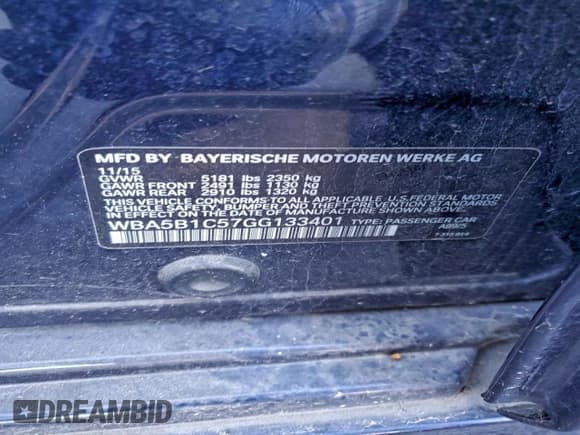 MFD BY BAYERISCHE MOTOREN WERKE AG
11/15
GVWR 5181 lbs 2350 kg
GAWR FRONT 2491 lbs 1130 kg
GAWR REAR 2910 lbs 1320 kg
THIS VEHICLE CONFORMS TO ALL APPLICABLE U.S. FEDERAL MOTOR
VEHICLE SAFETY, BUMPER, AND THEFT PREVENTION STANDARDS IN EFFECT ON THE
DATE OF MANUFACTURE SHOWN ABOVE.
WBA5B1C57GG133401 TYPE: PASSENGER CAR
A89/5
DREAMBID